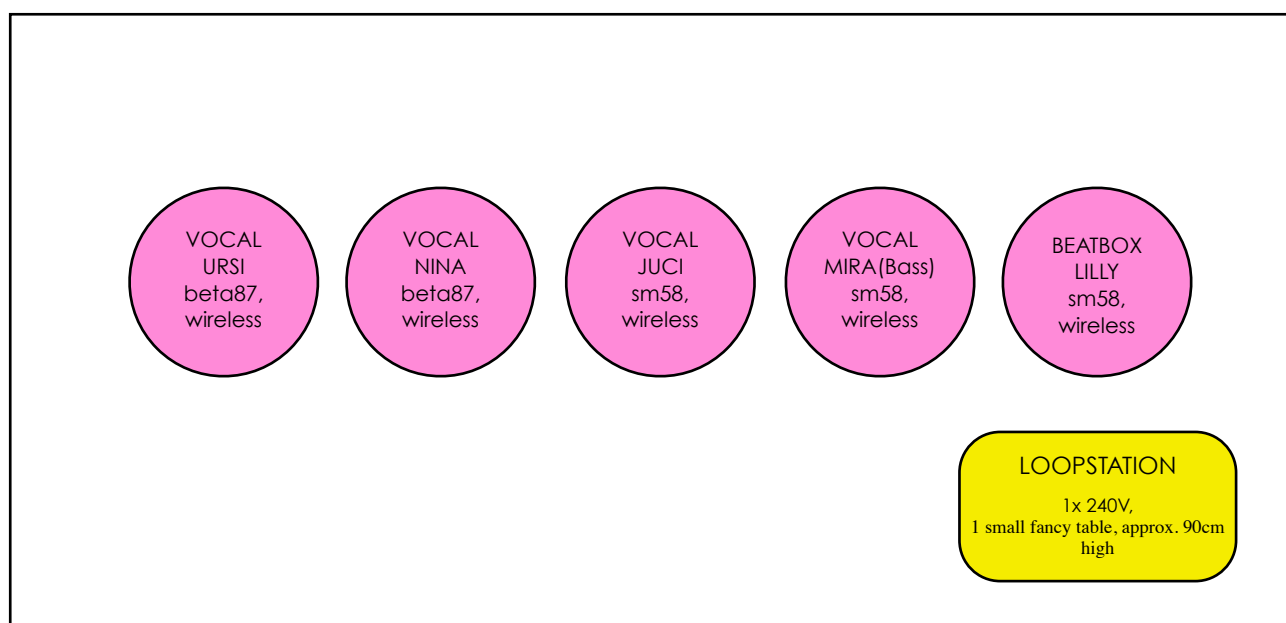 VOCAL
URSI
beta87,
wireless
VOCAL
NINA
beta87,
wireless
VOCAL
JUCI
sm58,
wireless
VOCAL
MIRA(Bass)
sm58,
wireless
BEATBOX
LILLY
sm58,
wireless
LOOPSTATION
1x 240V,
1 small fancy table, approx. 90cm
high